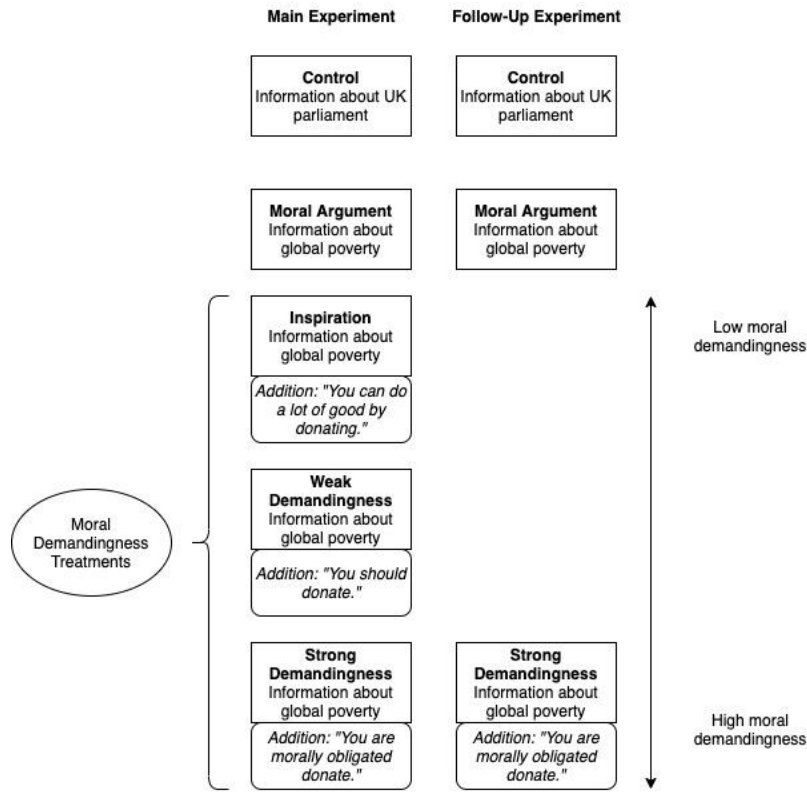 Main Experiment
Follow-Up Experiment
Control
Information about UK
parliament
Control
Information about UK
parliament
Moral Argument
Information about
global poverty
Moral Argument
Information about
global poverty
Inspiration
Information about
global poverty
Addition: "You can do
a lot of good by
donating."
Low moral
demandingness
Weak
Demandingness
Information about
global poverty
Addition: "You should
donate."
Moral
Demandingness
Treatments
Strong
Demandingness
Information about
global poverty
Addition: "You are
morally obligated
donate."
Strong
Demandingness
Information about
global poverty
Addition: "You are
morally obligated
donate."
High moral
demandingness